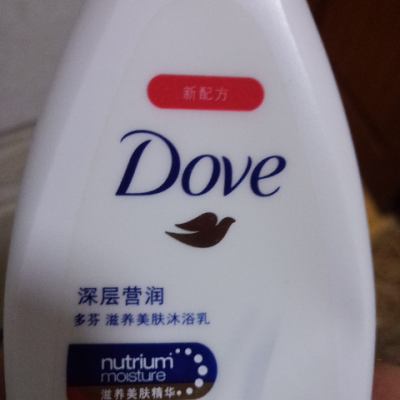 新配方
Dove
深层营润
多芬 滋养美肤沐浴乳
nutrium
moisture
滋养美肤精华